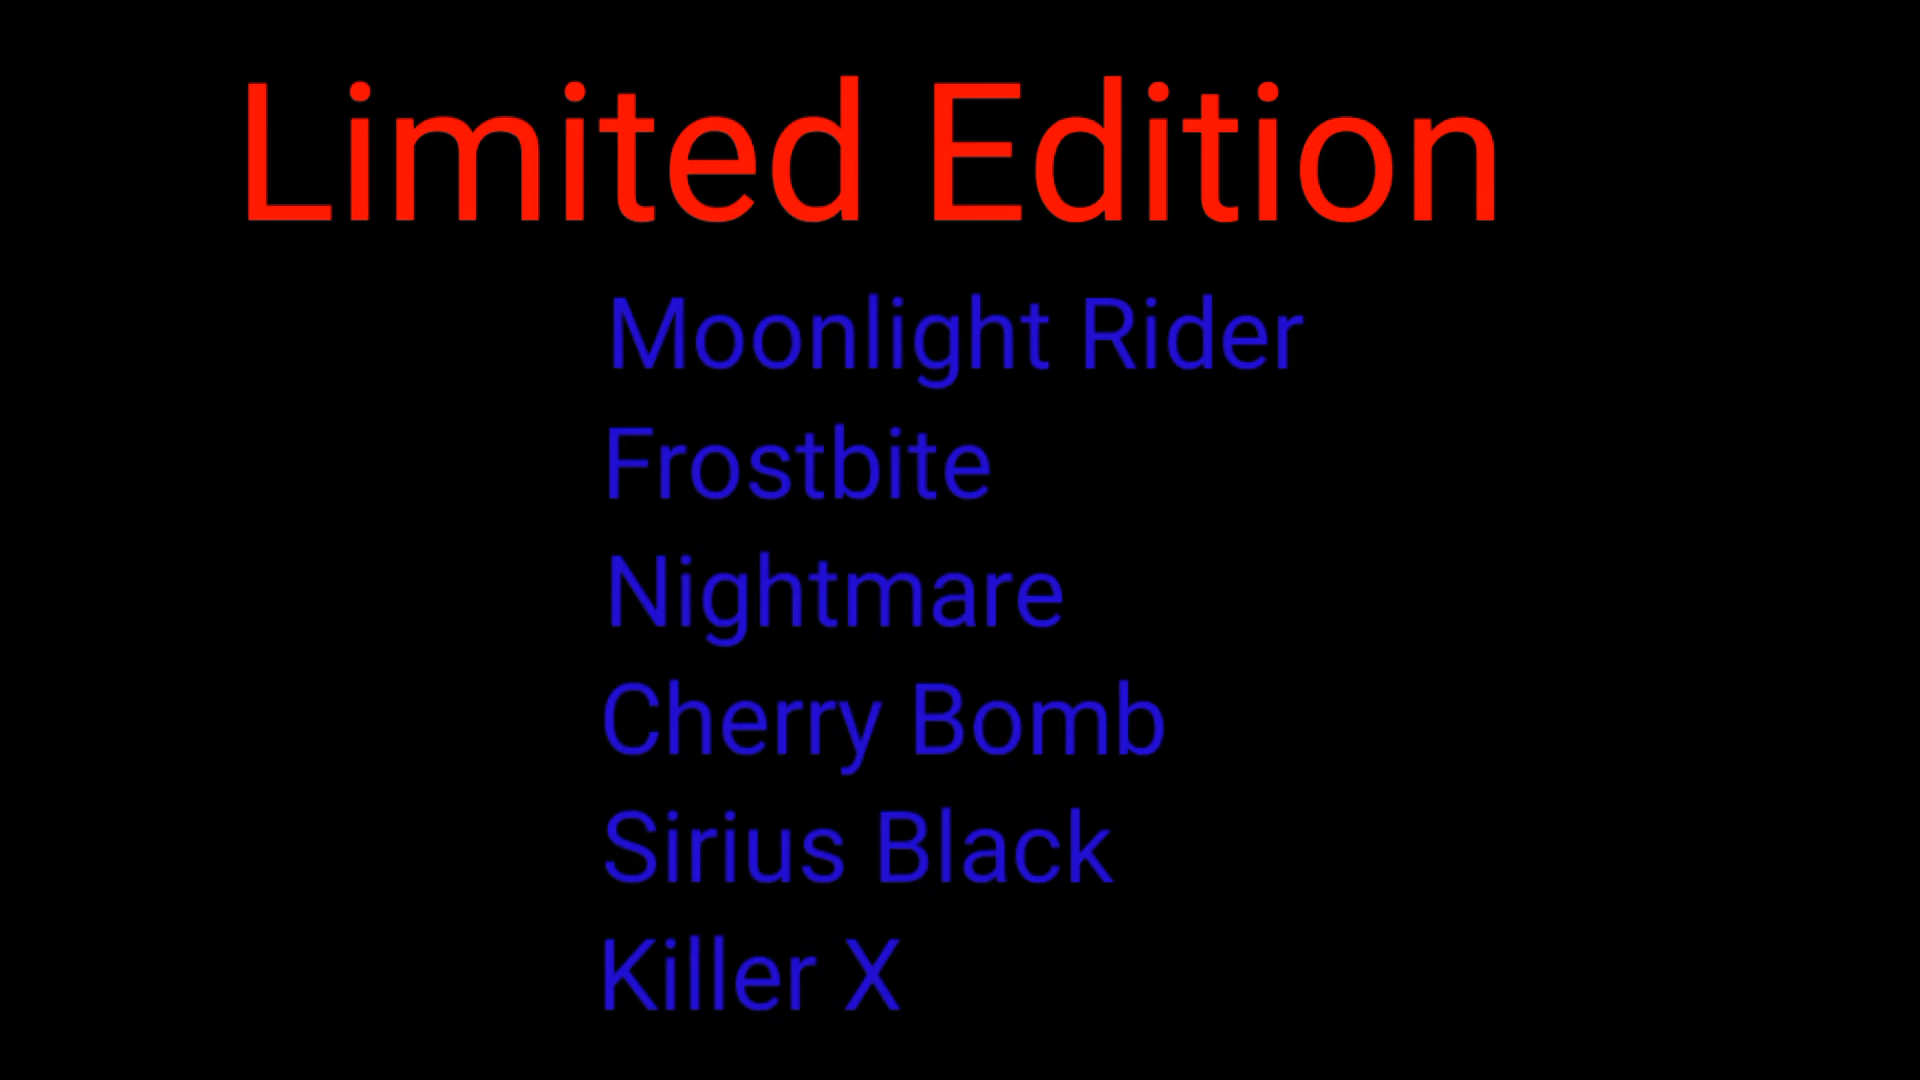 Limited Edition
Moonlight Rider
Frostbite
Nightmare
Cherry Bomb
Sirius Black
Killer X